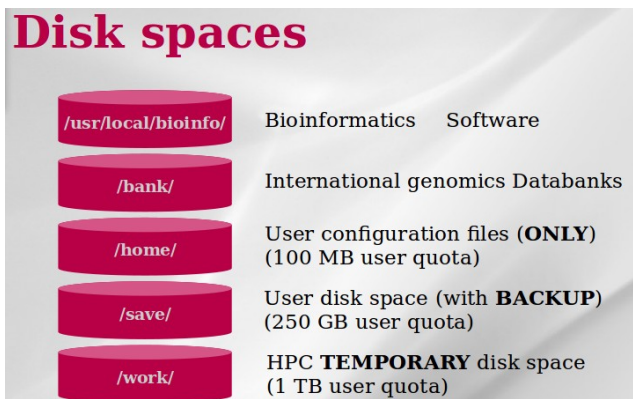 Disk spaces
/usr/local/bioinfo/ Bioinformatics Software
/bank/ International genomics Databanks
/home/ User configuration files (ONLY)
(100 MB user quota)
/save/ User disk space (with BACKUP)
(250 GB user quota)
/work/ HPC TEMPORARY disk space
(1 TB user quota)